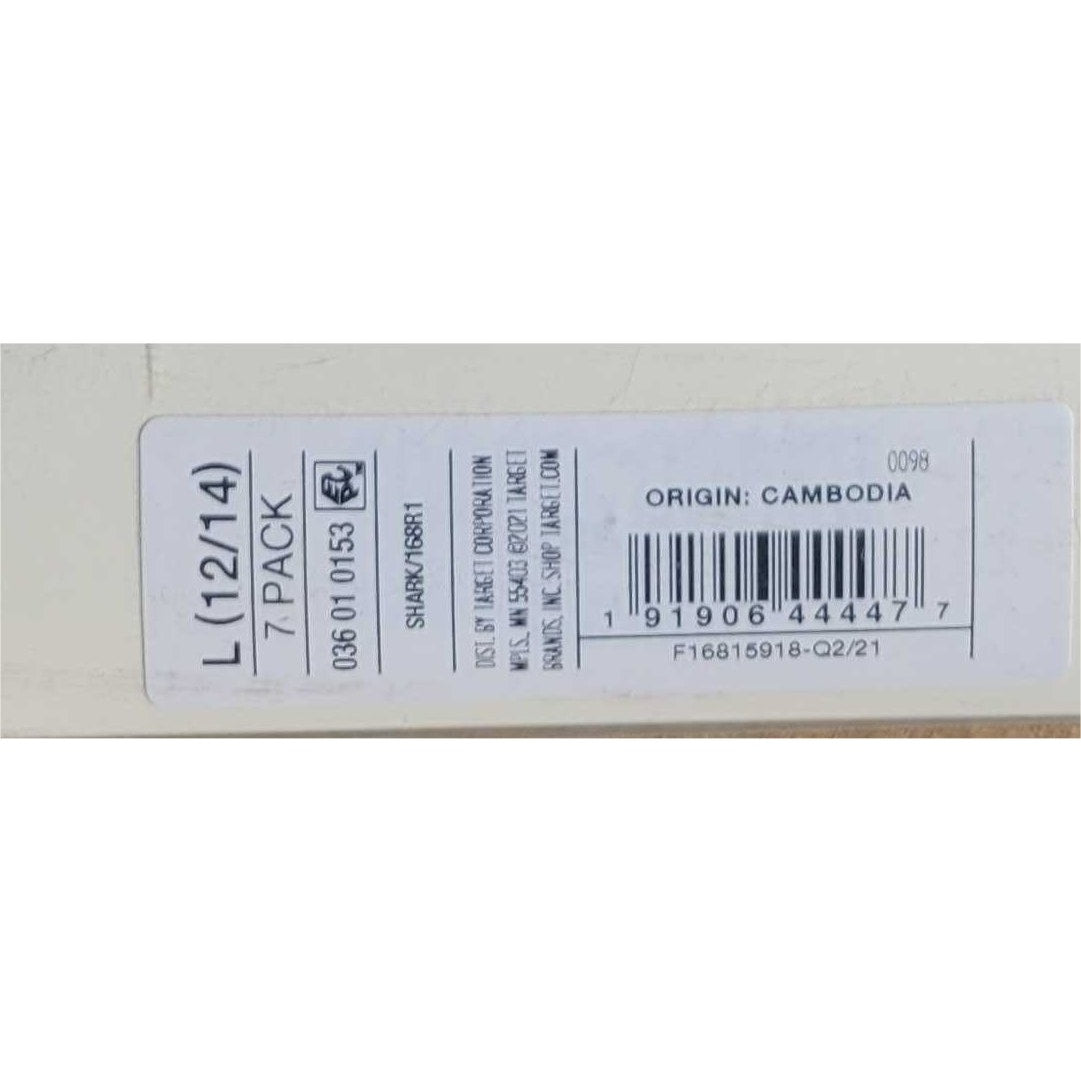 L (12/14)
7 PACK
036 01 0153
SHARK/168R1
DIST. BY TARGET CORPORATION
MPLS., MN 55403 ©2021 TARGET
BRANDS, INC. SHOP TARGET.COM
0098
ORIGIN: CAMBODIA
1 91906 44447 7
F16815918-Q2/21